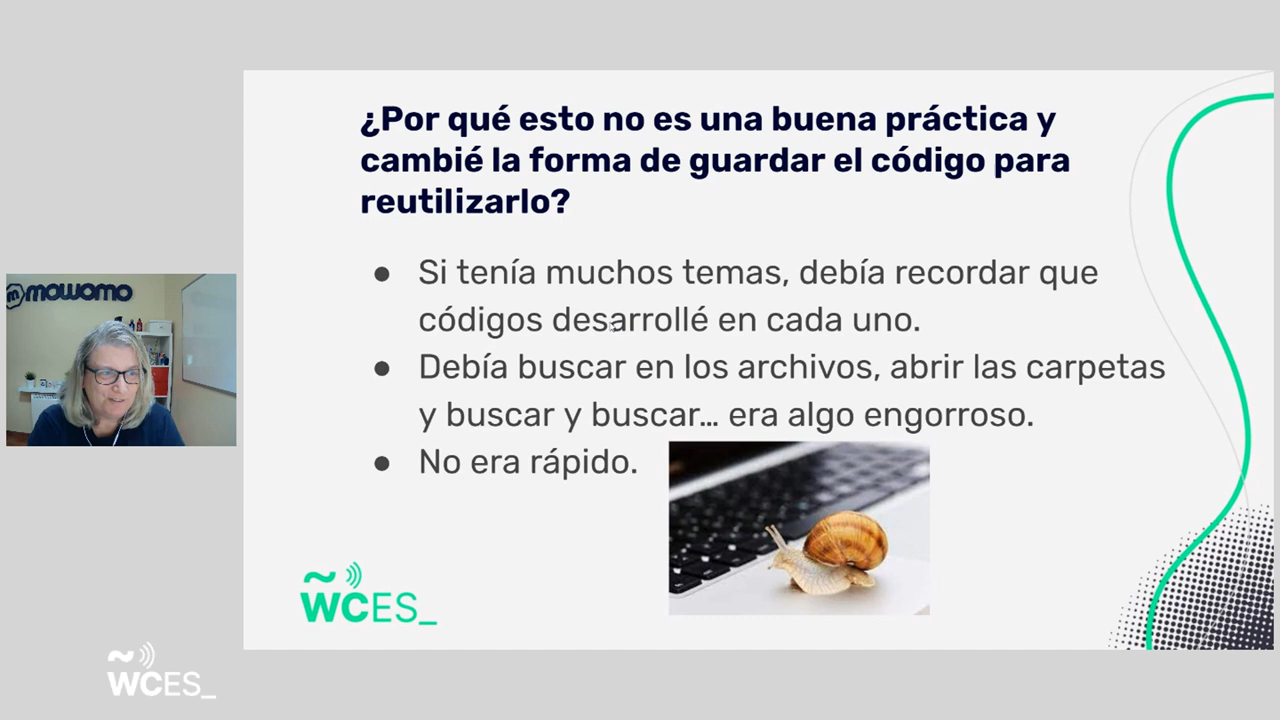 ¿Por qué esto no es una buena práctica y
cambié la forma de guardar el código para
reutilizarlo?
● Si tenía muchos temas, debía recordar que
códigos desarrollé en cada uno.
● Debía buscar en los archivos, abrir las carpetas
y buscar y buscar... era algo engorroso.
● No era rápido.
mowomo
WCES_
WCES_